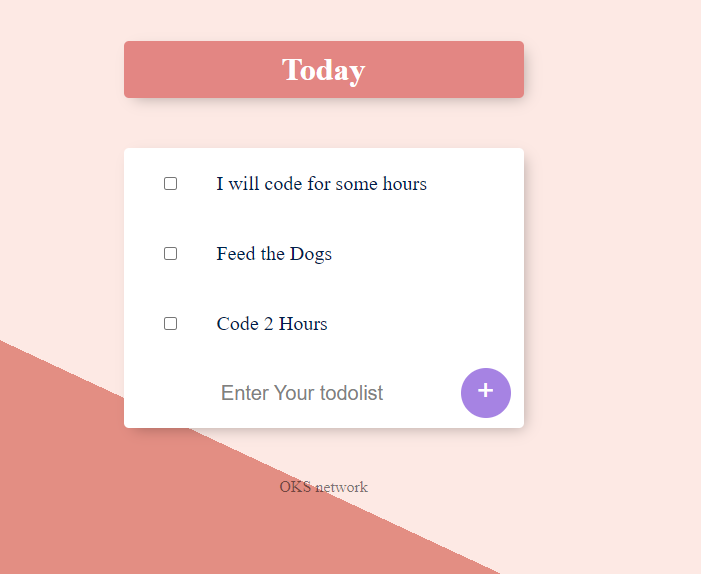 Today
I will code for some hours
Feed the Dogs
Code 2 Hours
Enter Your todolist
+
OKS network